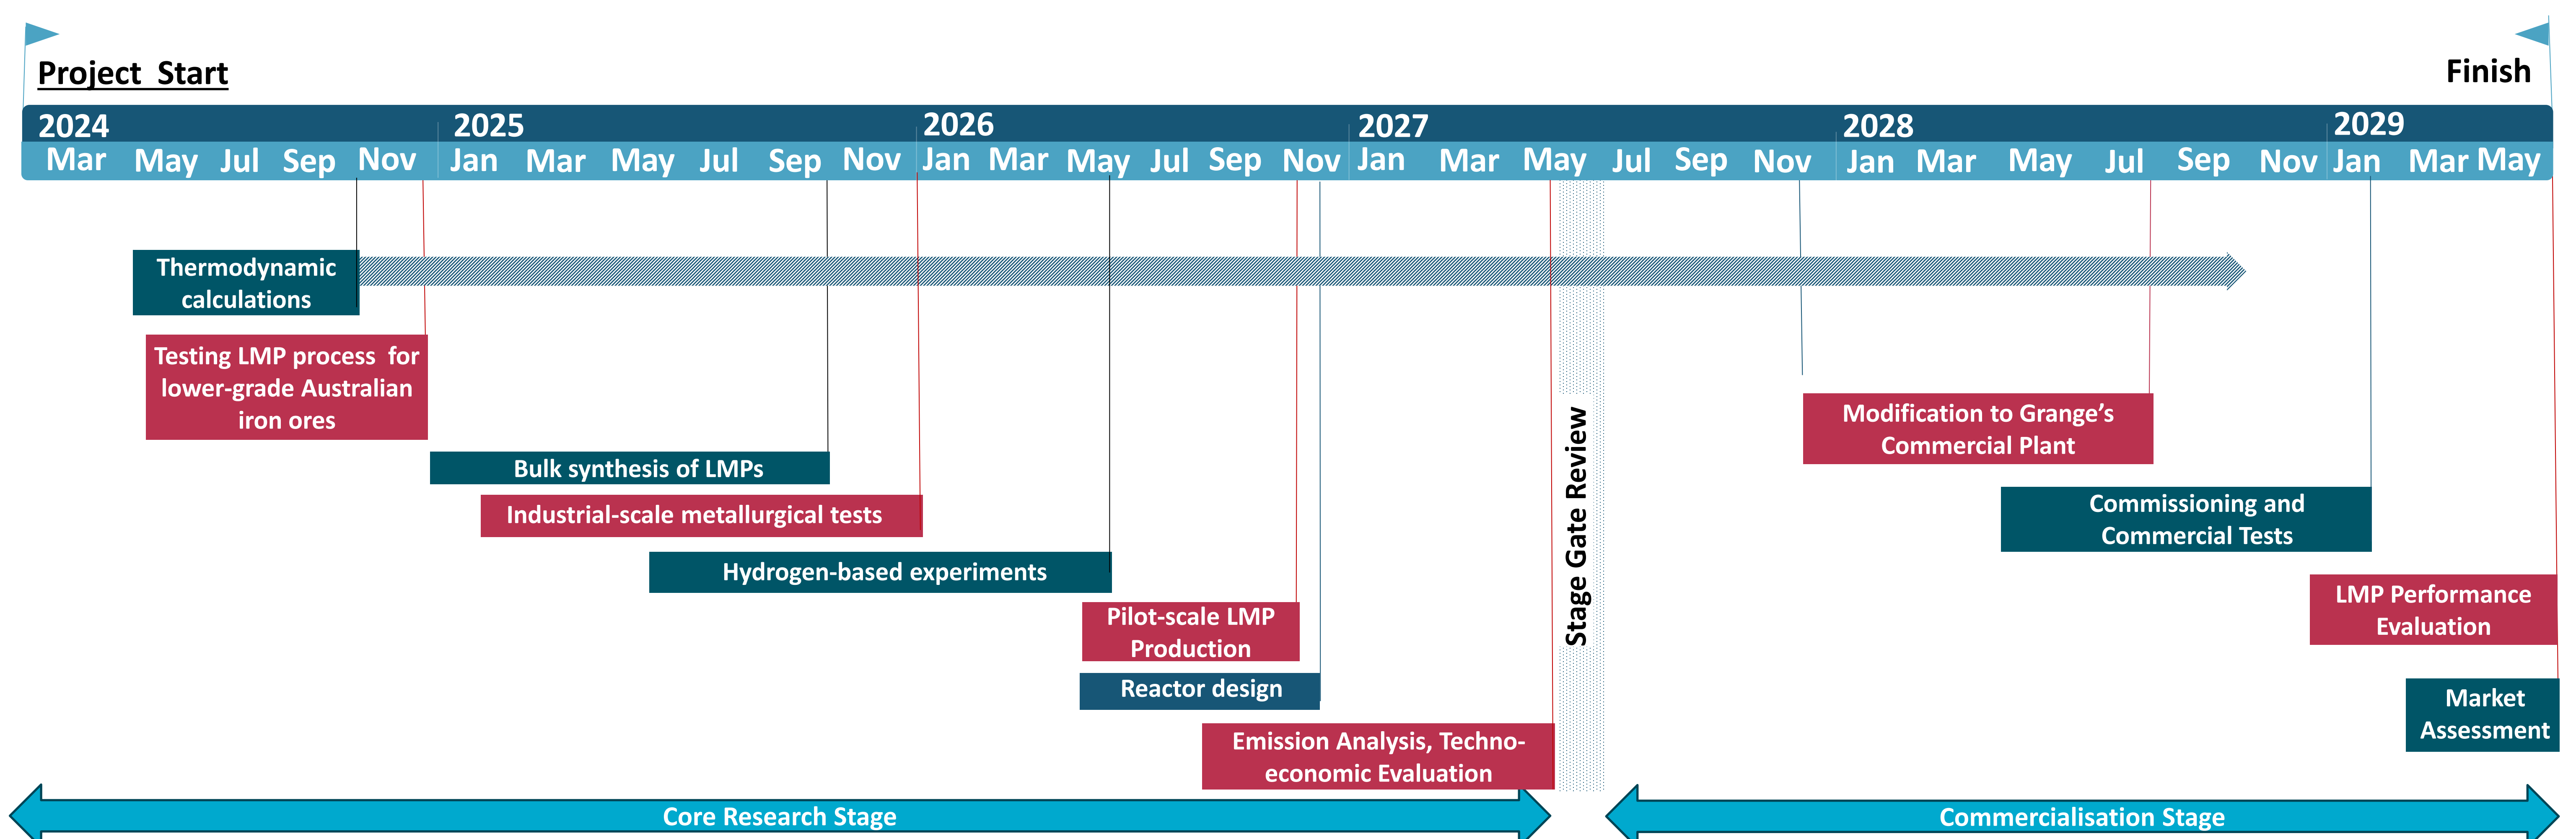 Project  Start
Finish
2024 2025 2026 2027 2028 2029
Mar May Jul Sep Nov Jan Mar May Jul Sep Nov Jan Mar May Jul Sep Nov Jan Mar May Jul Sep Nov Jan Mar May Jul Sep Nov Jan Mar May
Thermodynamic
calculations
Testing LMP process  for
lower-grade Australian
iron ores
Bulk synthesis of LMPs
Industrial-scale metallurgical tests
Hydrogen-based experiments
Pilot-scale LMP
Production
Reactor design
Emission Analysis, Techno-
economic Evaluation
Stage Gate Review
Modification to Grange’s
Commercial Plant
Commissioning and
Commercial Tests
LMP Performance
Evaluation
Market
Assessment
Core Research Stage
Commercialisation Stage